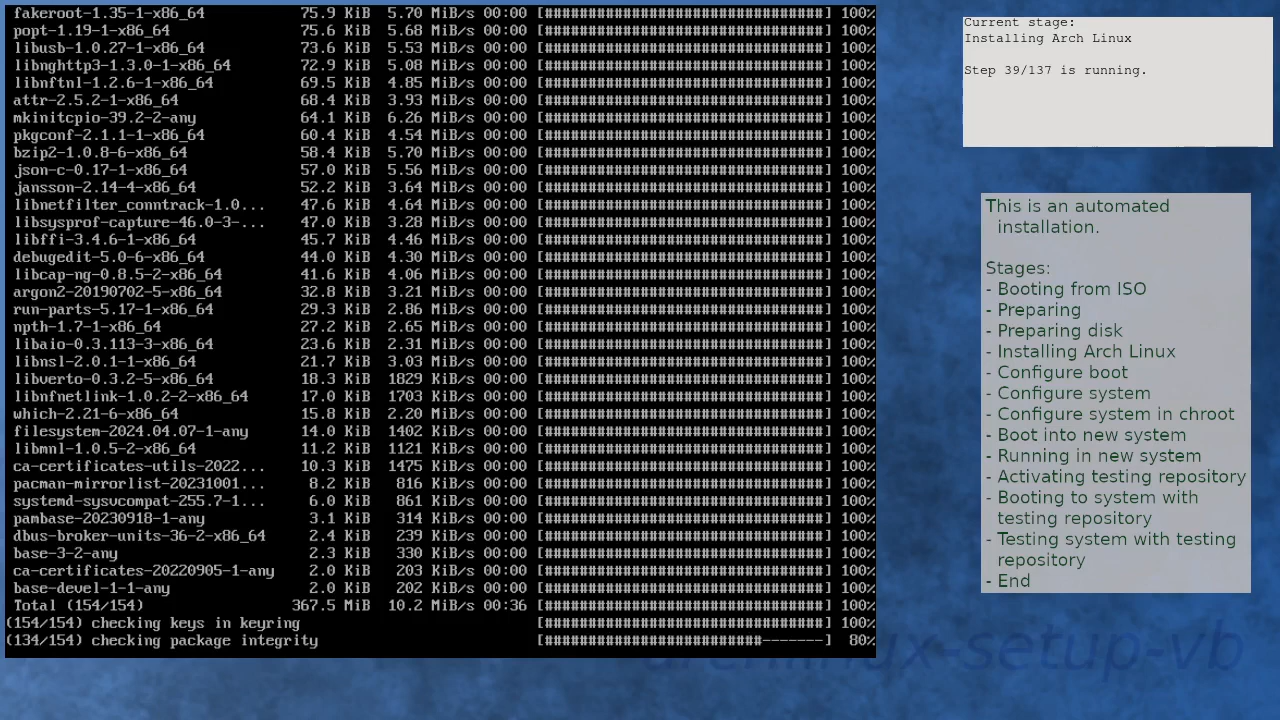 fakeroot-1.35-1-x86_64 75.9 KiB 5.70 MiB/s 00:00 [################################] 100%
popt-1.19-1-x86_64 75.6 KiB 5.68 MiB/s 00:00 [################################] 100%
libusb-1.0.27-1-x86_64 73.6 KiB 5.53 MiB/s 00:00 [################################] 100%
libnghttp3-1.3.0-1-x86_64 72.9 KiB 5.08 MiB/s 00:00 [################################] 100%
libnftnl-1.2.6-1-x86_64 69.5 KiB 4.85 MiB/s 00:00 [################################] 100%
attr-2.5.2-1-x86_64 68.4 KiB 3.93 MiB/s 00:00 [################################] 100%
mkinitcpio-39.2-2-any 64.1 KiB 6.26 MiB/s 00:00 [################################] 100%
pkgconf-2.1.1-1-x86_64 60.4 KiB 4.54 MiB/s 00:00 [################################] 100%
bzip2-1.0.8-6-x86_64 58.4 KiB 5.70 MiB/s 00:00 [################################] 100%
json-c-0.17-1-x86_64 57.0 KiB 5.56 MiB/s 00:00 [################################] 100%
jansson-2.14-4-x86_64 52.2 KiB 3.64 MiB/s 00:00 [################################] 100%
libnetfilter_conntrack-1.0... 47.6 KiB 4.64 MiB/s 00:00 [################################] 100%
libsysprof-capture-46.0-3-... 47.0 KiB 3.28 MiB/s 00:00 [################################] 100%
libffi-3.4.6-1-x86_64 45.7 KiB 4.46 MiB/s 00:00 [################################] 100%
debugedit-5.0-6-x86_64 44.0 KiB 4.30 MiB/s 00:00 [################################] 100%
libcap-ng-0.8.5-2-x86_64 41.6 KiB 4.06 MiB/s 00:00 [################################] 100%
argon2-20190702-5-x86_64 32.8 KiB 3.21 MiB/s 00:00 [################################] 100%
run-parts-5.17-1-x86_64 29.3 KiB 2.86 MiB/s 00:00 [################################] 100%
npth-1.7-1-x86_64 27.2 KiB 2.65 MiB/s 00:00 [################################] 100%
libaio-0.3.113-3-x86_64 23.6 KiB 2.31 MiB/s 00:00 [################################] 100%
libnsl-2.0.1-1-x86_64 21.7 KiB 3.03 MiB/s 00:00 [################################] 100%
libverto-0.3.2-5-x86_64 18.3 KiB 1829 KiB/s 00:00 [################################] 100%
libnfnetlink-1.0.2-2-x86_64 17.0 KiB 1703 KiB/s 00:00 [################################] 100%
which-2.21-6-x86_64 15.8 KiB 2.20 MiB/s 00:00 [################################] 100%
filesystem-2024.04.07-1-any 14.0 KiB 1402 KiB/s 00:00 [################################] 100%
libmnl-1.0.5-2-x86_64 11.2 KiB 1121 KiB/s 00:00 [################################] 100%
ca-certificates-utils-2022... 10.3 KiB 1475 KiB/s 00:00 [################################] 100%
pacman-mirrorlist-20231001... 8.2 KiB 816 KiB/s 00:00 [################################] 100%
systemd-sysvcompat-255.7-1... 6.0 KiB 861 KiB/s 00:00 [################################] 100%
pambase-20230918-1-any 3.1 KiB 314 KiB/s 00:00 [################################] 100%
dbus-broker-units-36-2-x86_64 2.4 KiB 239 KiB/s 00:00 [################################] 100%
base-3-2-any 2.3 KiB 330 KiB/s 00:00 [################################] 100%
ca-certificates-20220905-1-any 2.0 KiB 203 KiB/s 00:00 [################################] 100%
base-devel-1-1-any 2.0 KiB 202 KiB/s 00:00 [################################] 100%
Total (154/154) 367.5 MiB 10.2 MiB/s 00:36 [################################] 100%
(154/154) checking keys in keyring [################################] 100%
(134/154) checking package integrity [#########################-------] 80%
Current stage:
Installing Arch Linux
Step 39/137 is running.
This is an automated
installation.
Stages:
- Booting from ISO
- Preparing
- Preparing disk
- Installing Arch Linux
- Configure boot
- Configure system
- Configure system in chroot
- Boot into new system
- Running in new system
- Activating testing repository
- Booting to system with
testing repository
- Testing system with testing
repository
- End
archlinux-setup-vb